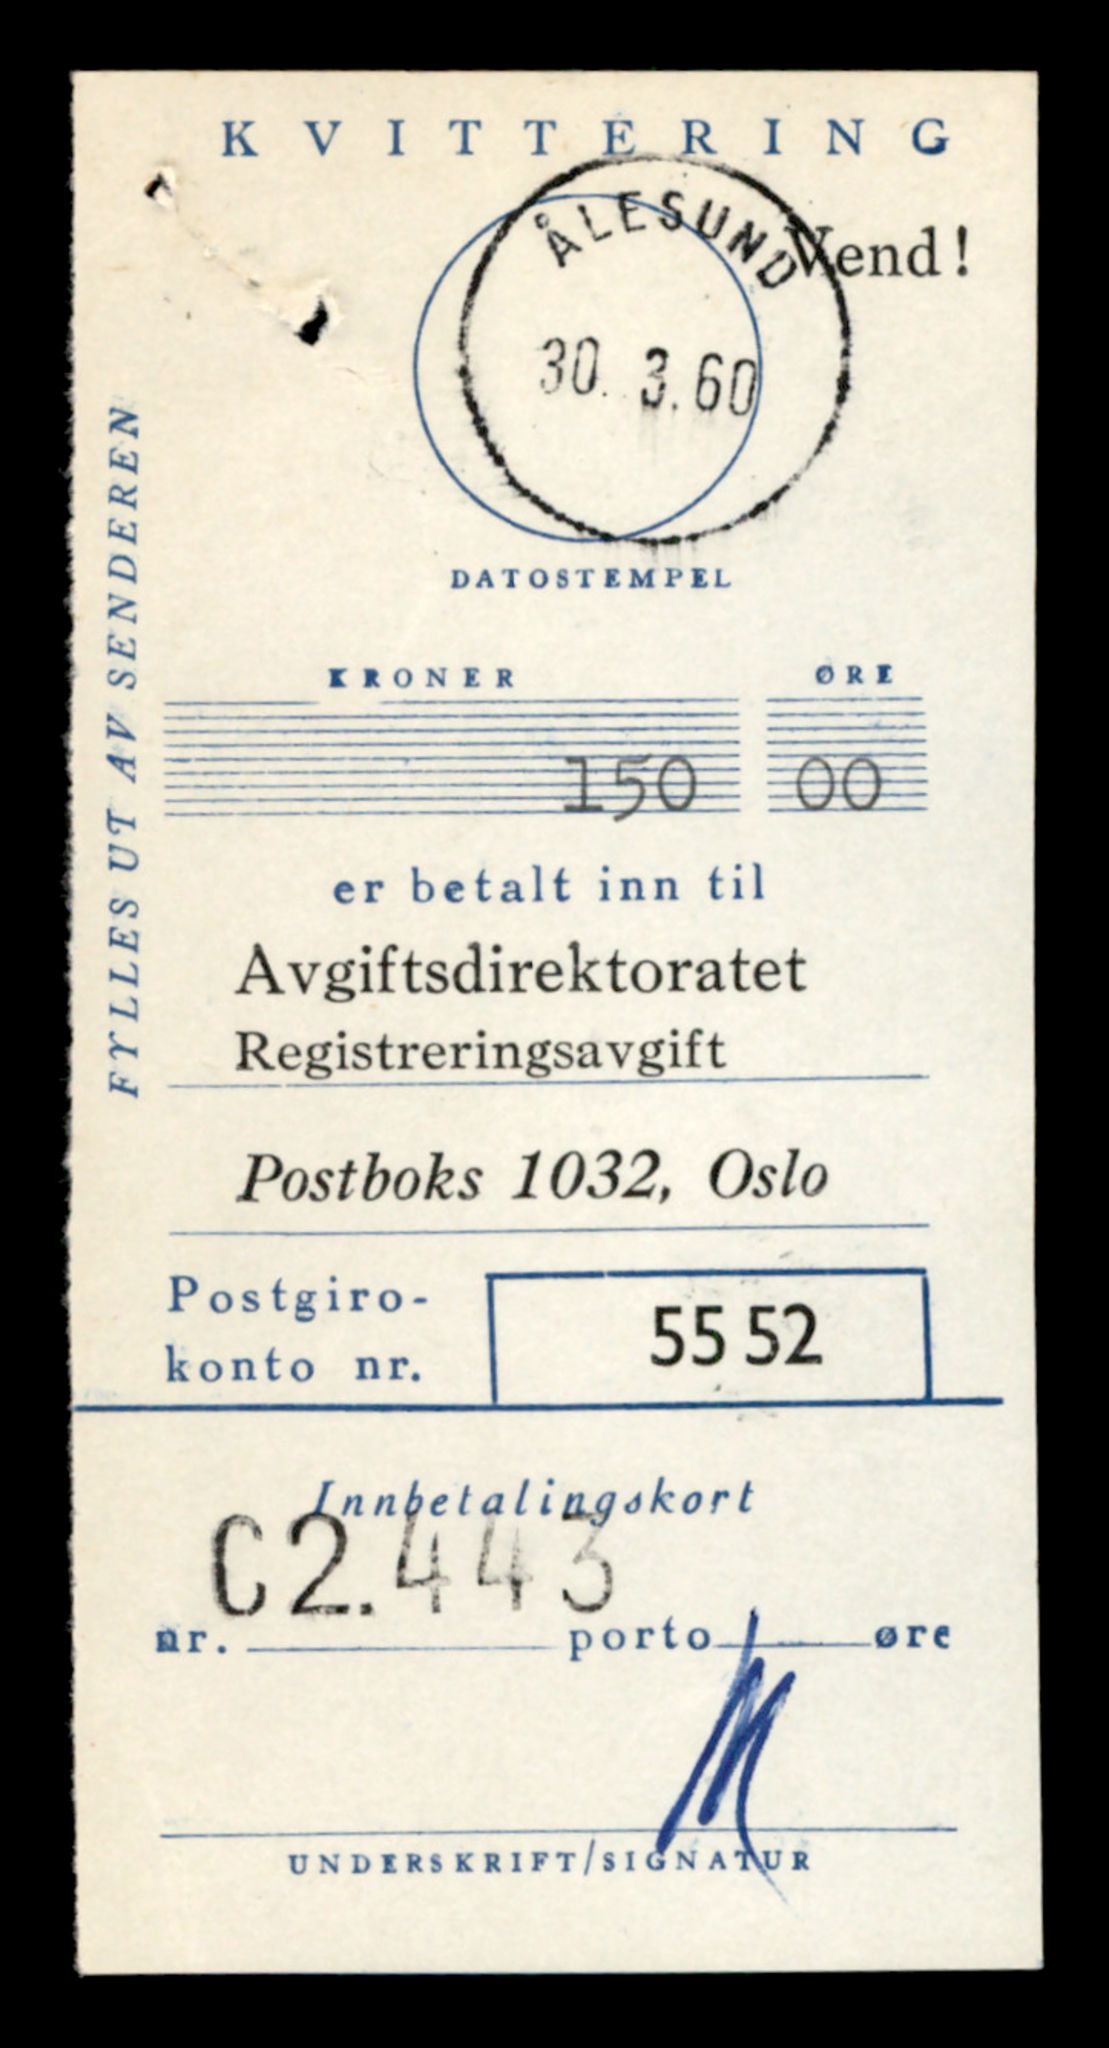 KVITTERING
Vend!
ÅLESUND
30. 3.60
DATOSTEMPEL
FYLLES UT AV SENDEREN
KRONER ØRE
150 00
er betalt inn til
Avgiftsdirektoratet
Registreringsavgift
Postboks 1032, Oslo
Postgiro-
konto nr.
55 52
Innbetalingskort
C2.443
nr. porto øre
UNDERSKRIFT/SIGNATUR